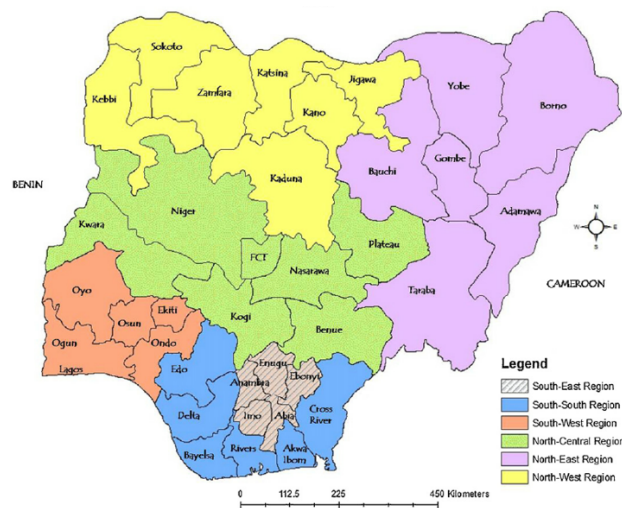 Sokoto
Katsina
Jigawa
Yobe
Borno
Kebbi
Zamfara
Kano
Bauchi
Gombe
Kaduna
BENIN
Niger
Adamawa
Kwara
Plateau
FCT
Nasarawa
CAMEROON
Taraba
Oyo
Ekiti
Osun
Kogi
Benue
Ogun
Ondo
Lagos
Edo
Enugu
Ebonyi
Anambra
Imo
Abia
Delta
Cross
River
Bayelsa
Rivers
Akwa
Ibom
N
W
E
S
Legend
South-East Region
South-South Region
South-West Region
North-Central Region
North-East Region
North-West Region
0 112.5 225 450 Kilometers